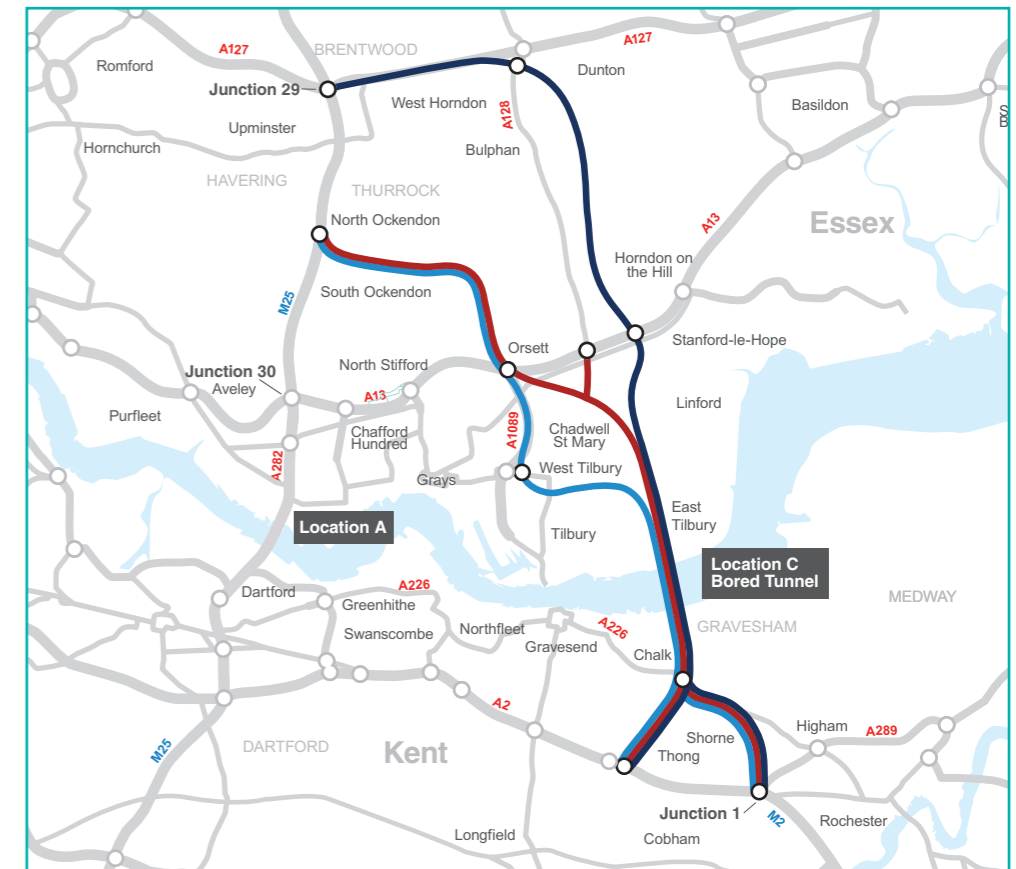 A127
BRENTWOOD
A127
Romford
Dunton
Junction 29
West Horndon
A128
Basildon
S
B
Upminster
Hornchurch
Bulphan
HAVERING
THURROCK
North Ockendon
A13
Essex
Horndon on
the Hill
M25
South Ockendon
Orsett
Stanford-le-Hope
North Stifford
Junction 30
Aveley
A13
Linford
Purfleet
Chafford
Hundred
A1089
Chadwell
St Mary
A282
West Tilbury
Grays
East
Tilbury
Location A
Tilbury
Location C
Bored Tunnel
Dartford
A226
Greenhithe
MEDWAY
Swanscombe
Northfleet
A226
GRAVESHAM
Gravesend
Chalk
A2
Higham
A289
Shorne
M25
DARTFORD
Kent
Thong
Junction 1
M2
Rochester
Longfield
Cobham